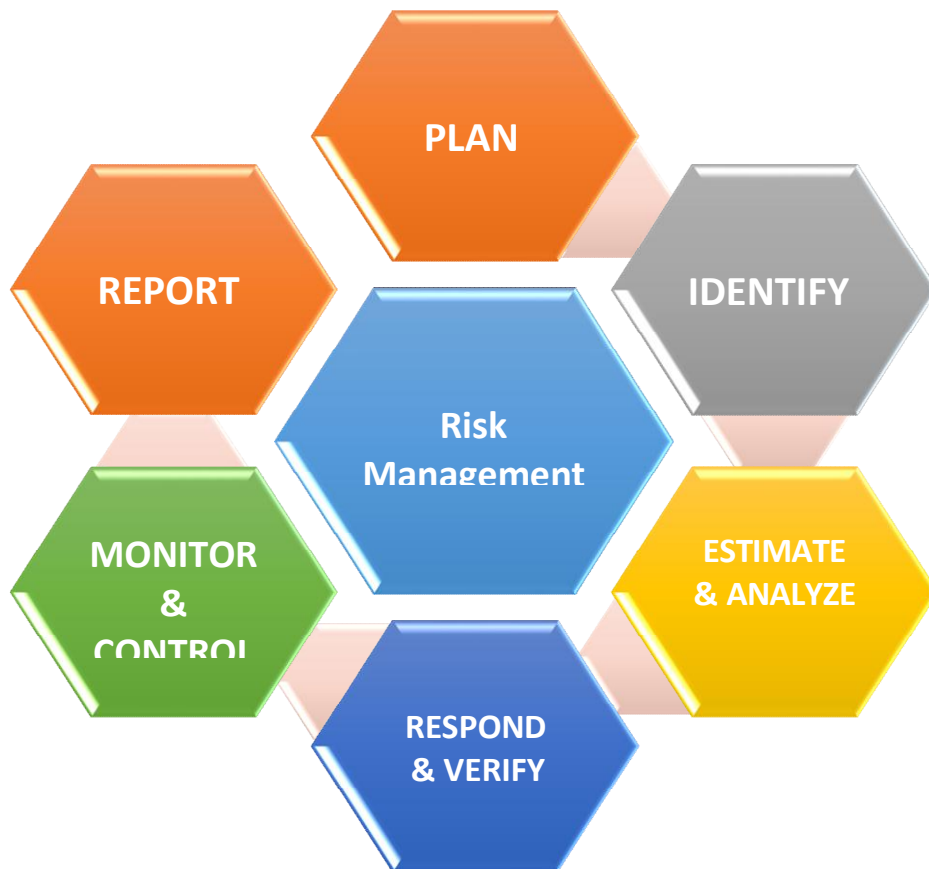 PLAN
IDENTIFY
ESTIMATE
& ANALYZE
RESPOND
& VERIFY
MONITOR
&
CONTROL
REPORT
Risk
Management